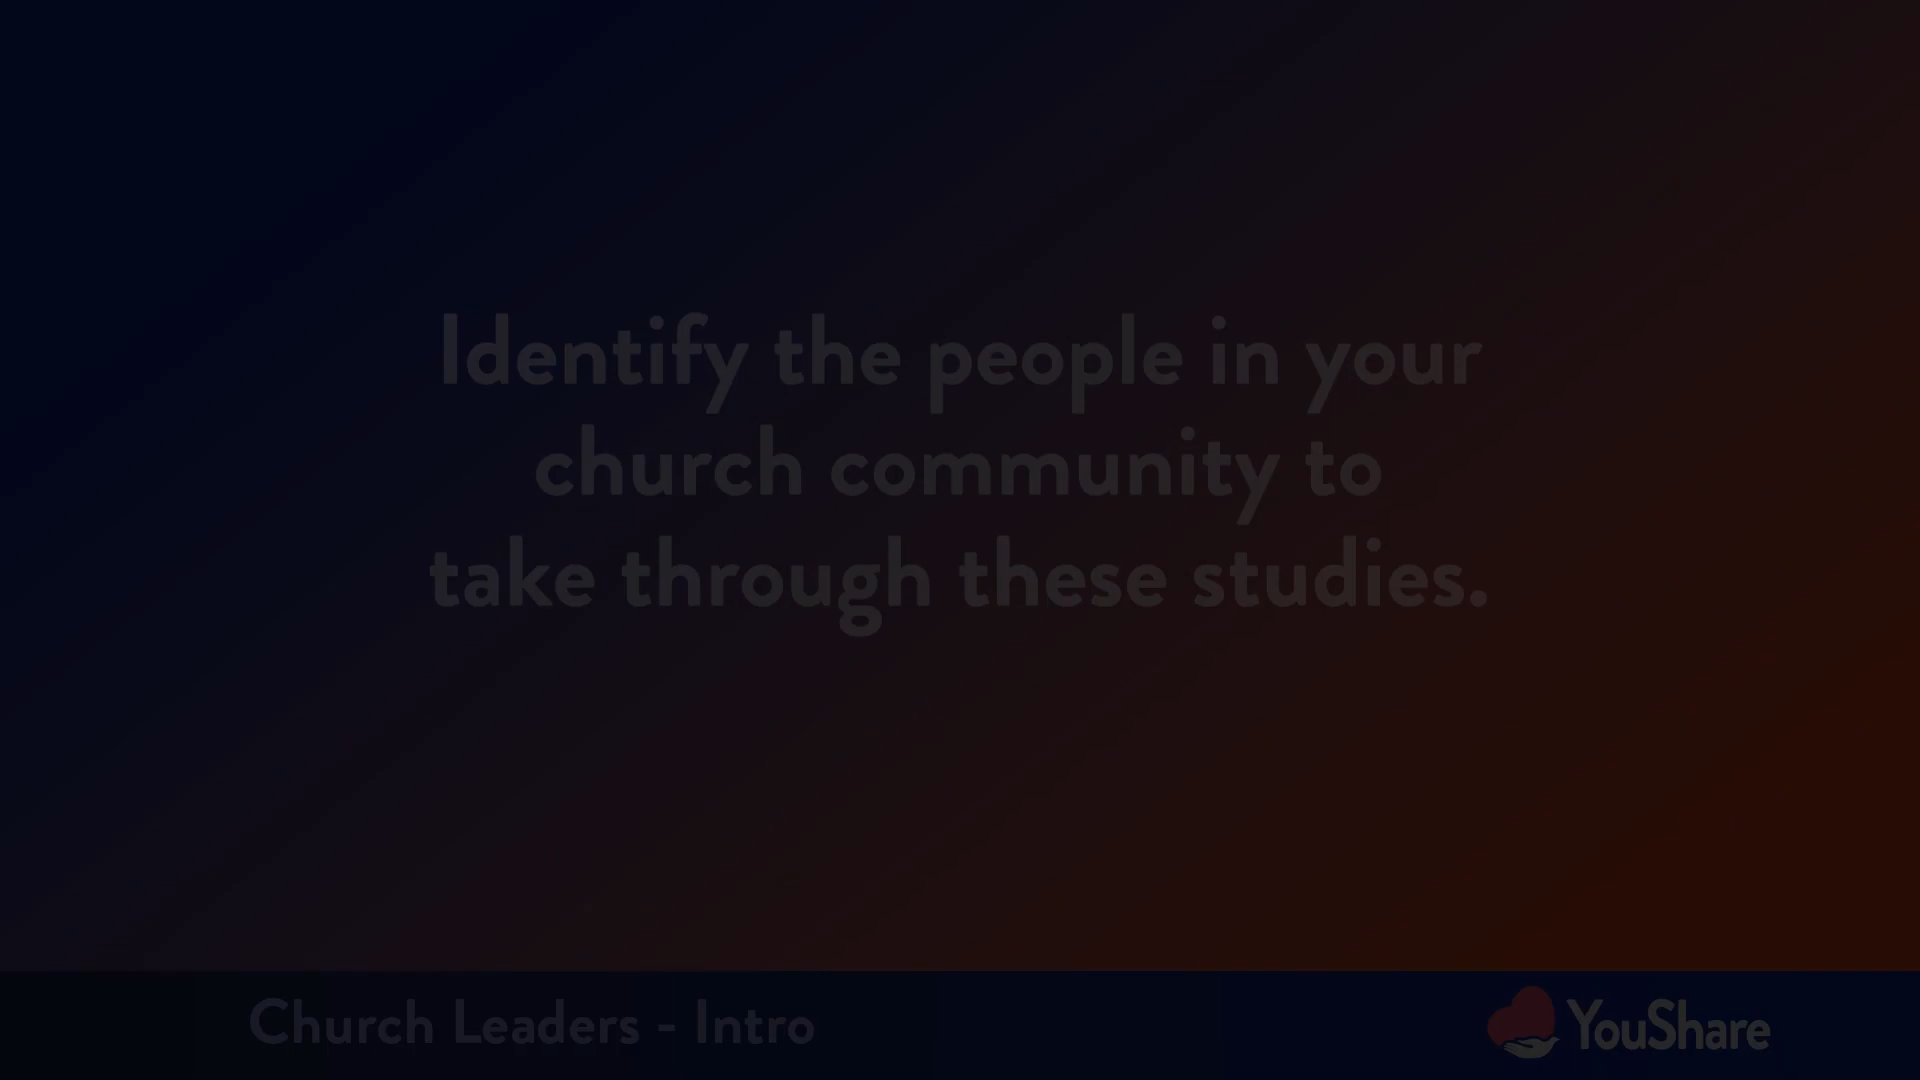 Identify the people in your
church community to
take through these studies.
Church Leaders - Intro
YouShare